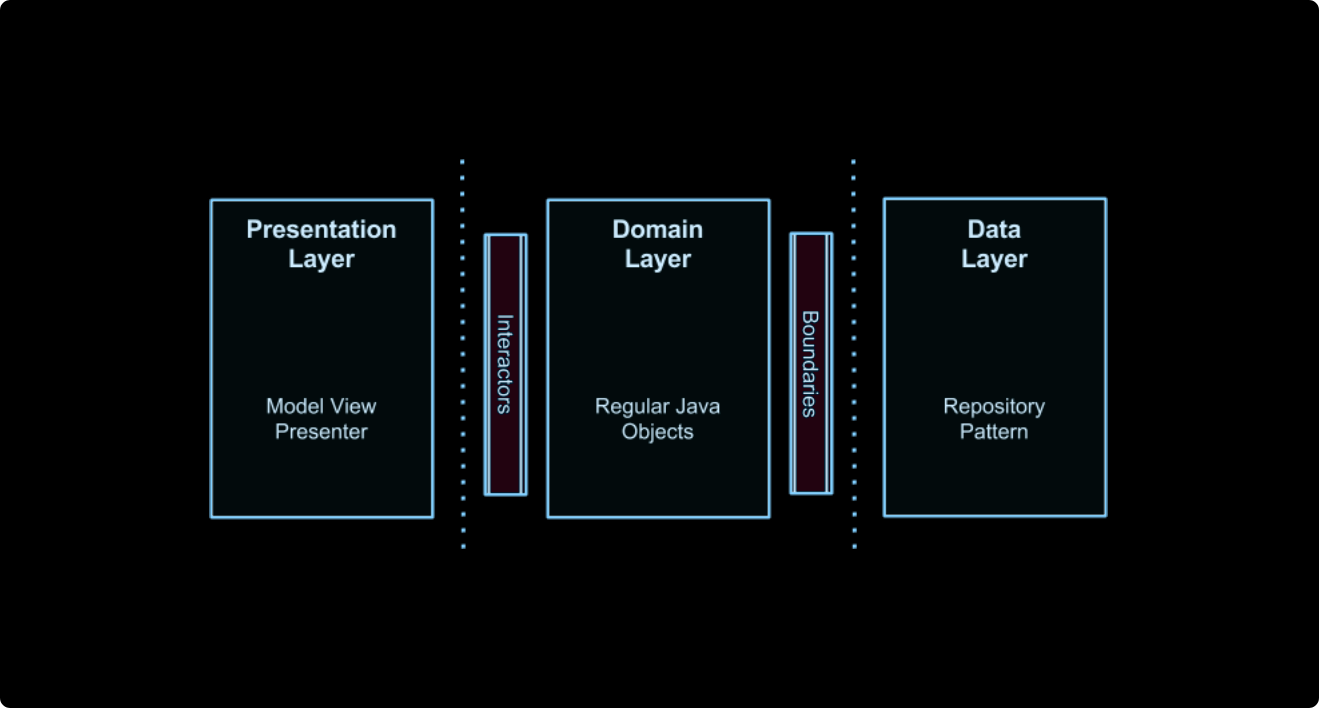 Presentation
Layer
Model View
Presenter
Interactors
Domain
Layer
Regular Java
Objects
Boundaries
Data
Layer
Repository
Pattern